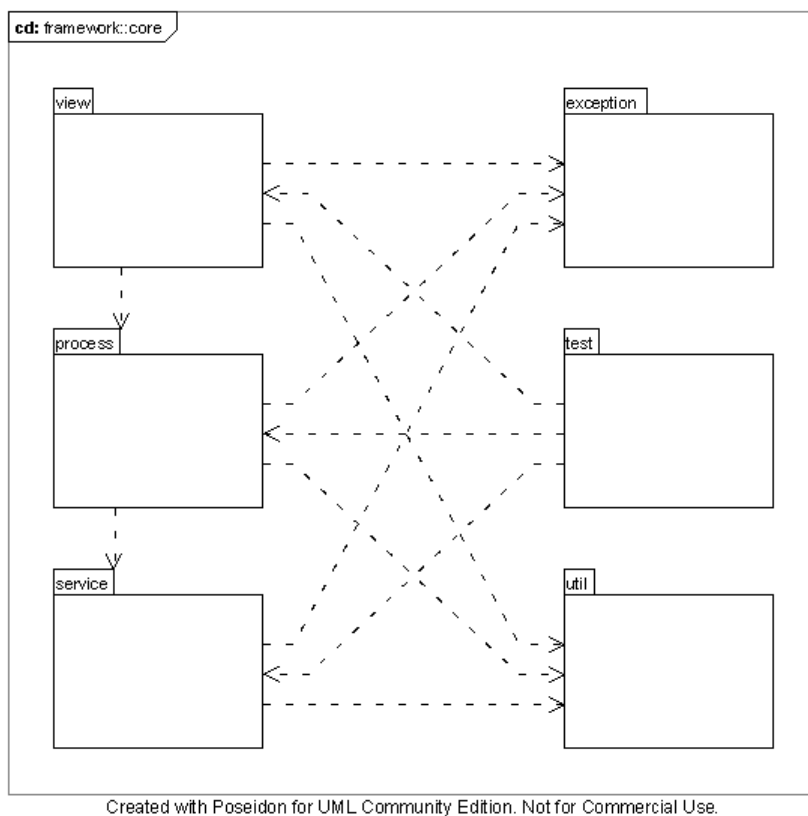 cd: framework::core
view
exception
process
test
service
util
Created with Poseidon for UML Community Edition. Not for Commercial Use.